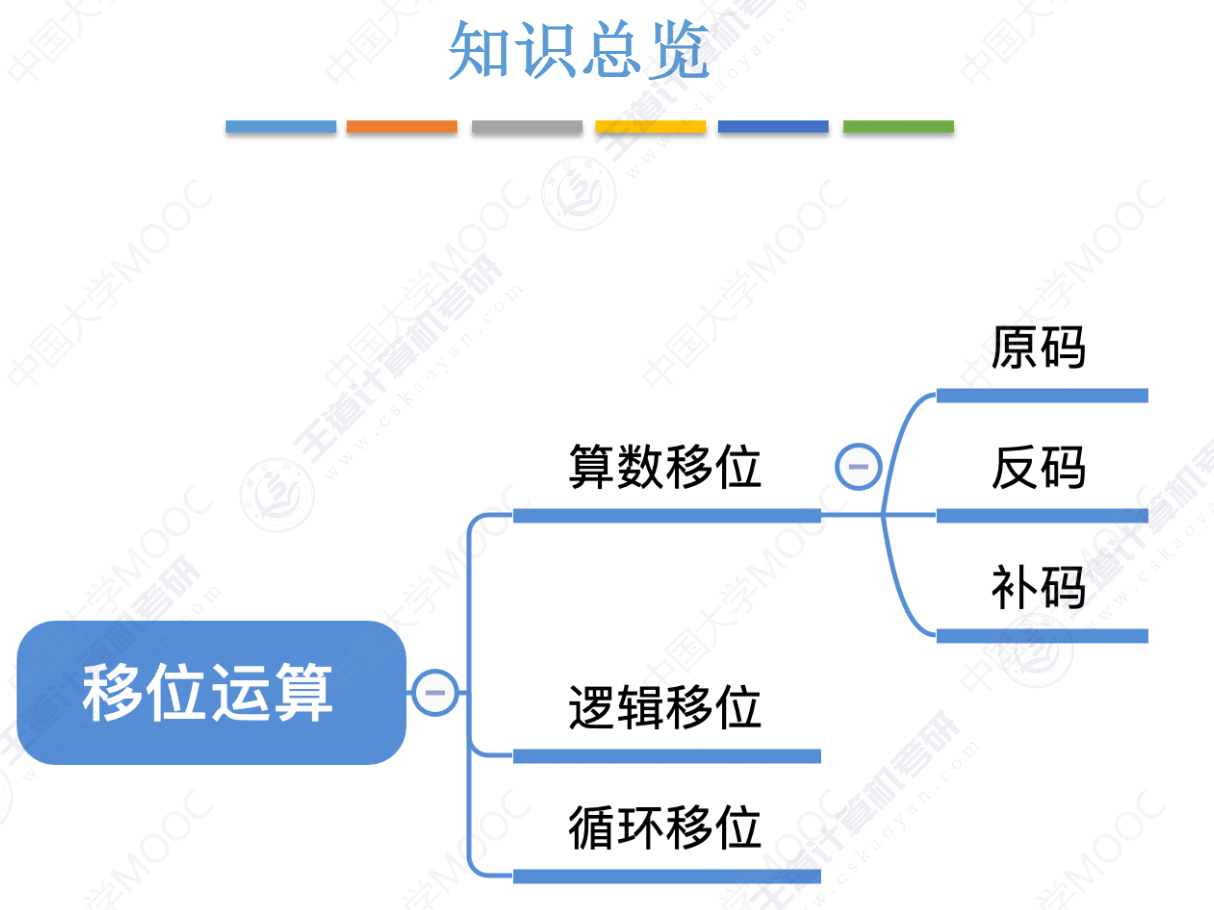 知识总览
原码
算数移位
反码
补码
移位运算
逻辑移位
循环移位
中国大学MOOC
王道计算机考研
www.cskaoyan.com